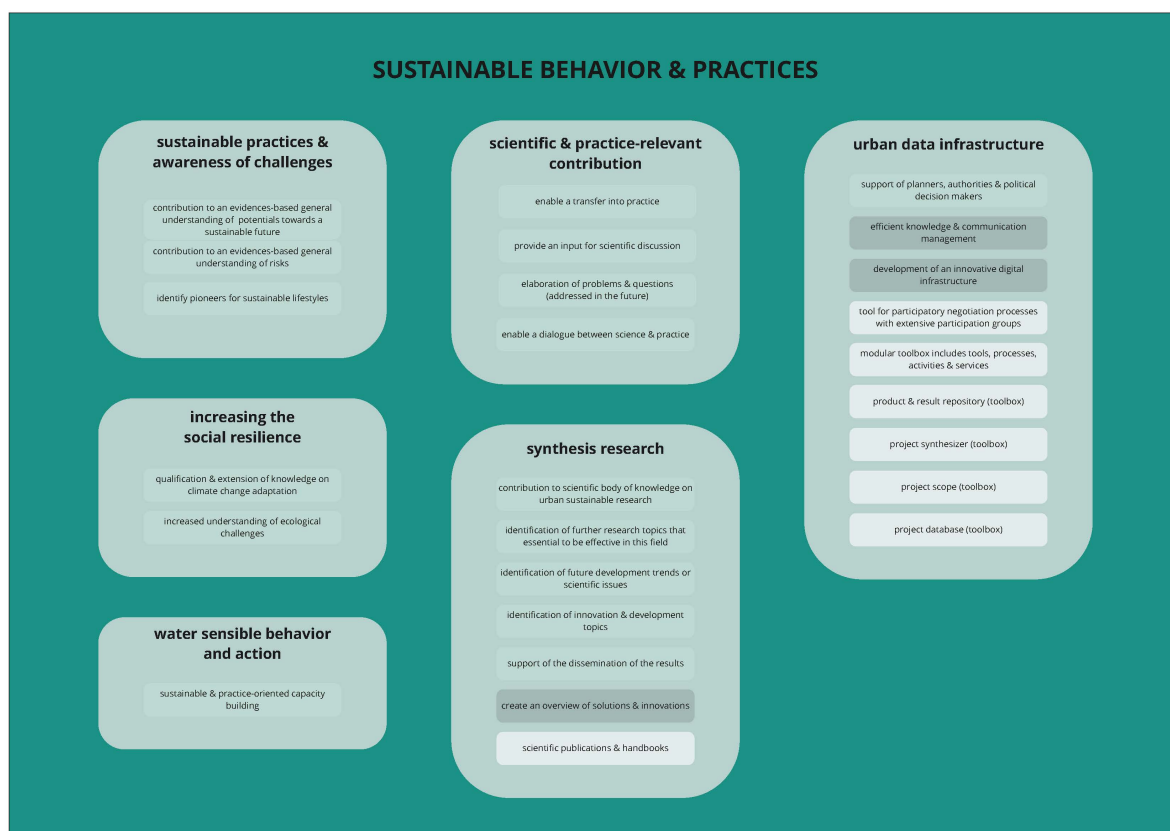 SUSTAINABLE BEHAVIOR & PRACTICES
sustainable practices &
awareness of challenges
contribution to an evidences-based general
understanding of  potentials towards a
sustainable future
contribution to an evidences-based general
understanding of risks
identify pioneers for sustainable lifestyles
increasing the
social resilience
qualification & extension of knowledge on
climate change adaptation
increased understanding of ecological
challenges
water sensible behavior
and action
sustainable & practice-oriented capacity
building
scientific & practice-relevant
contribution
enable a transfer into practice
provide an input for scientific discussion
elaboration of problems & questions
(addressed in the future)
enable a dialogue between science & practice
synthesis research
contribution to scientific body of knowledge on
urban sustainable research
identification of further research topics that
essential to be effective in this field
identification of future development trends or
scientific issues
identification of innovation & development
topics
support of the dissemination of the results
create an overview of solutions & innovations
scientific publications & handbooks
urban data infrastructure
support of planners, authorities & political
decision makers
efficient knowledge & communication
management
development of an innovative digital
infrastructure
tool for participatory negotiation processes
with extensive participation groups
modular toolbox includes tools, processes,
activities & services
product & result repository (toolbox)
project synthesizer (toolbox)
project scope (toolbox)
project database (toolbox)